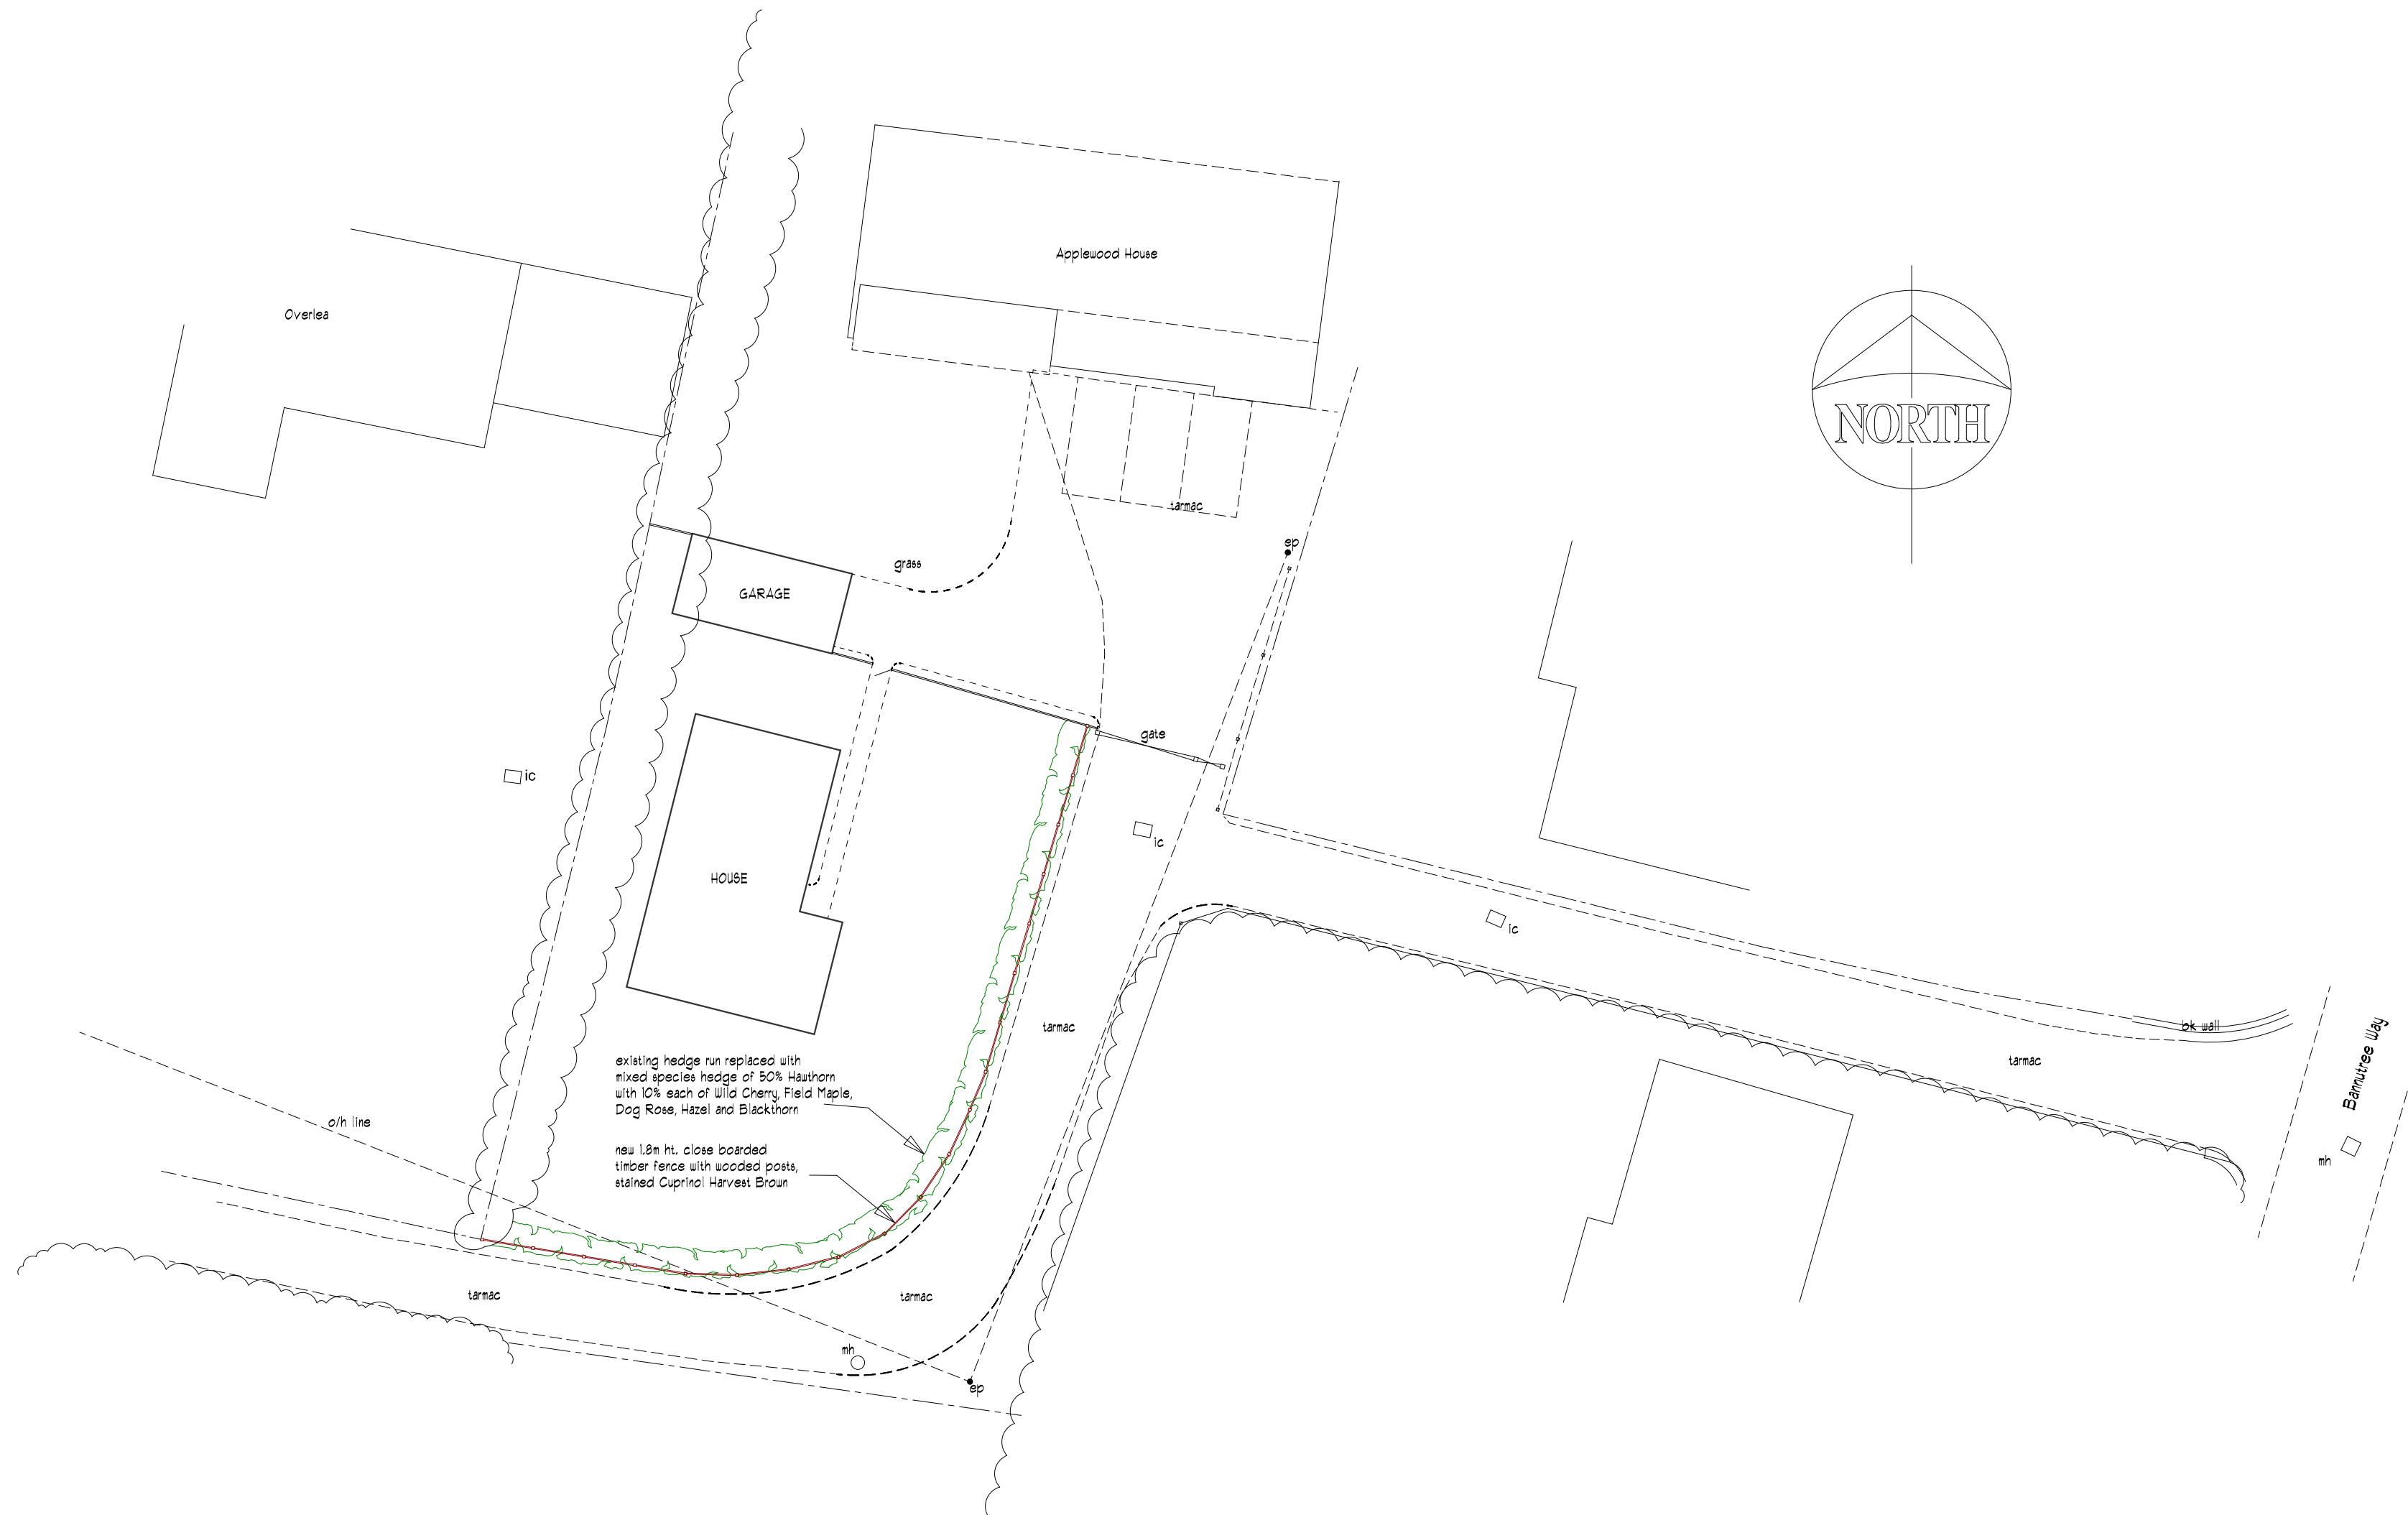 Applewood House
Overlea
NORTH
tarmac
ep
grass
GARAGE
gate
ic
ic
HOUSE
ic
tarmac
bk wall
tarmac
Bannutree Way
mh
existing hedge run replaced with
mixed species hedge of 50% Hawthorn
with 10% each of Wild Cherry, Field Maple,
Dog Rose, Hazel and Blackthorn
o/h line
new 1.8m ht. close boarded
timber fence with wooded posts,
stained Cuprinol Harvest Brown
tarmac
tarmac
mh
ep